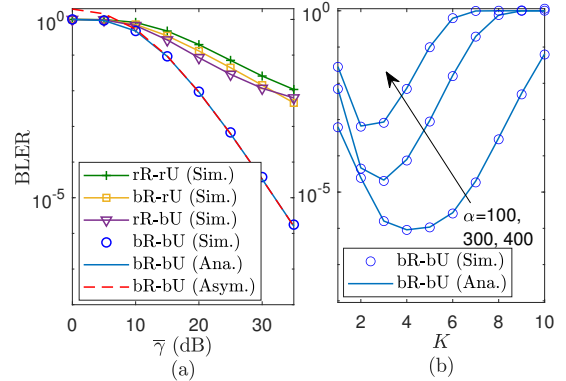 BLER
10^0
10^-5
rR-rU (Sim.)
bR-rU (Sim.)
rR-bU (Sim.)
bR-bU (Sim.)
bR-bU (Ana.)
bR-bU (Asym.)
0 10 20 30
γ̅ (dB)
(a)
10^0
10^-5
α=100,
300, 400
bR-bU (Sim.)
bR-bU (Ana.)
2 4 6 8 10
K
(b)